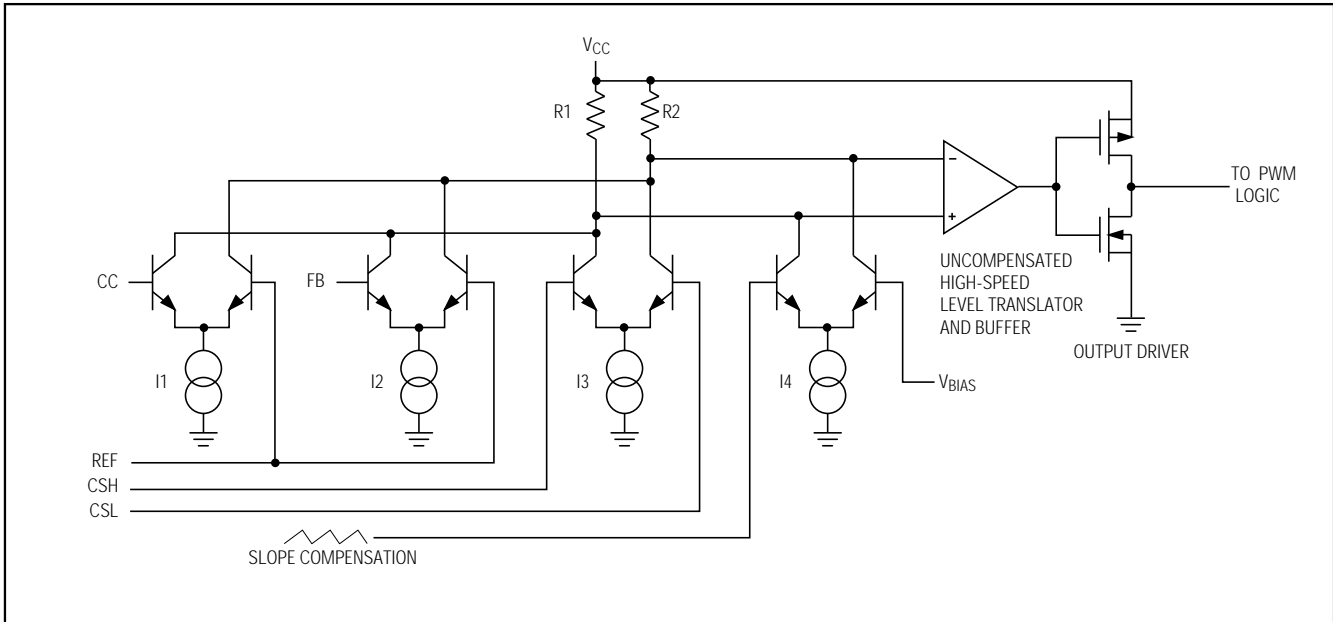 VCC
R1
R2
TO PWM
LOGIC
CC
FB
−
+
UNCOMPENSATED
HIGH-SPEED
LEVEL TRANSLATOR
AND BUFFER
OUTPUT DRIVER
I1
I2
I3
I4
VBIAS
REF
CSH
CSL
SLOPE COMPENSATION